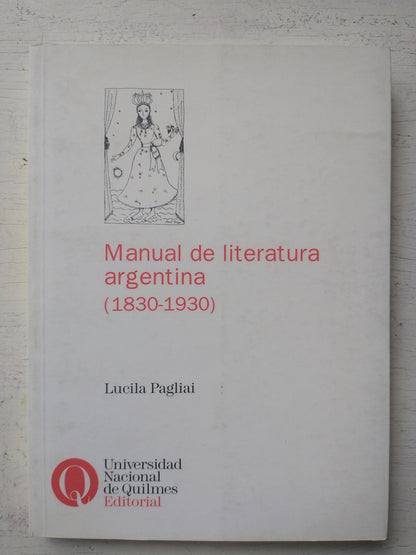 Manual de literatura
argentina
(1830-1930)
Lucila Pagliai
Universidad
Nacional
de Quilmes
Editorial